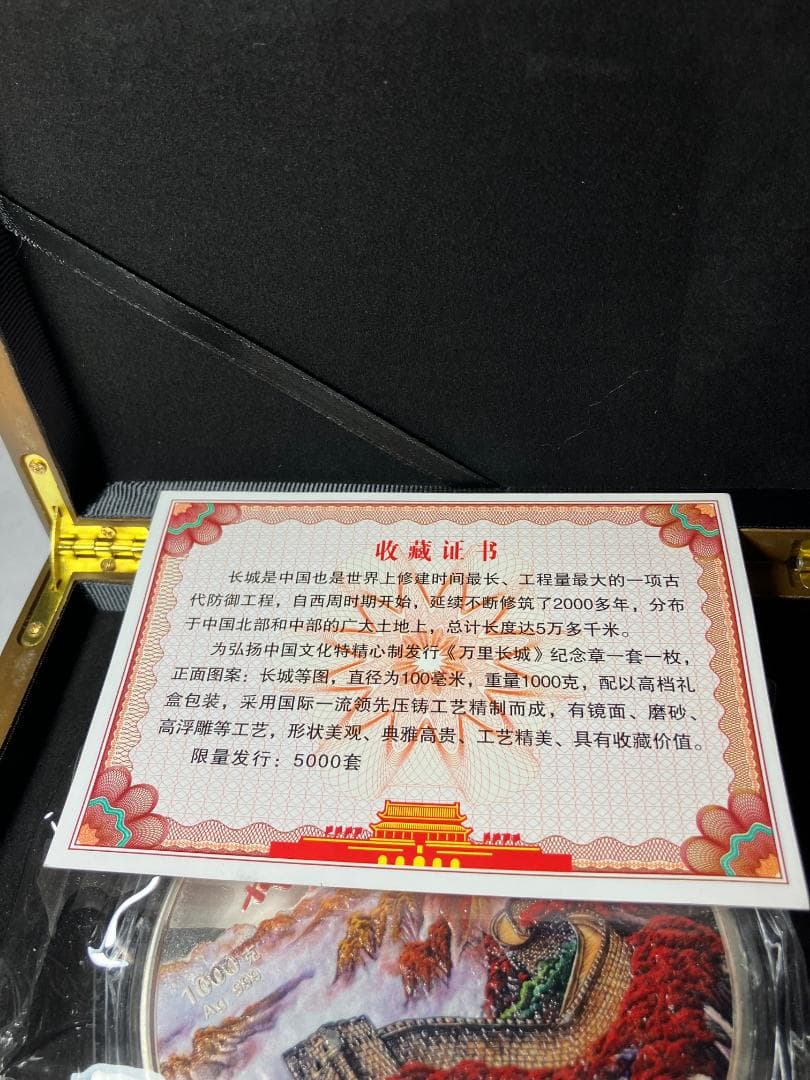 收藏证书
长城是中国也是世界上修建时间最长、工程量最大的一项古
代防御工程，自西周时期开始，延续不断修筑了2000多年，分布
于中国北部和中部的广大土地上，总计长度达5万多千米。
为弘扬中国文化特精心制发行《万里长城》纪念章一套一枚，
正面图案：长城等图，直径为100毫米，重量1000克，配以高档礼
盒包装，采用国际一流领先压铸工艺精制而成，有镜面、磨砂、
高浮雕等工艺，形状美观、典雅高贵、工艺精美、具有收藏价值。
限量发行：5000套
1000克
Ag 999